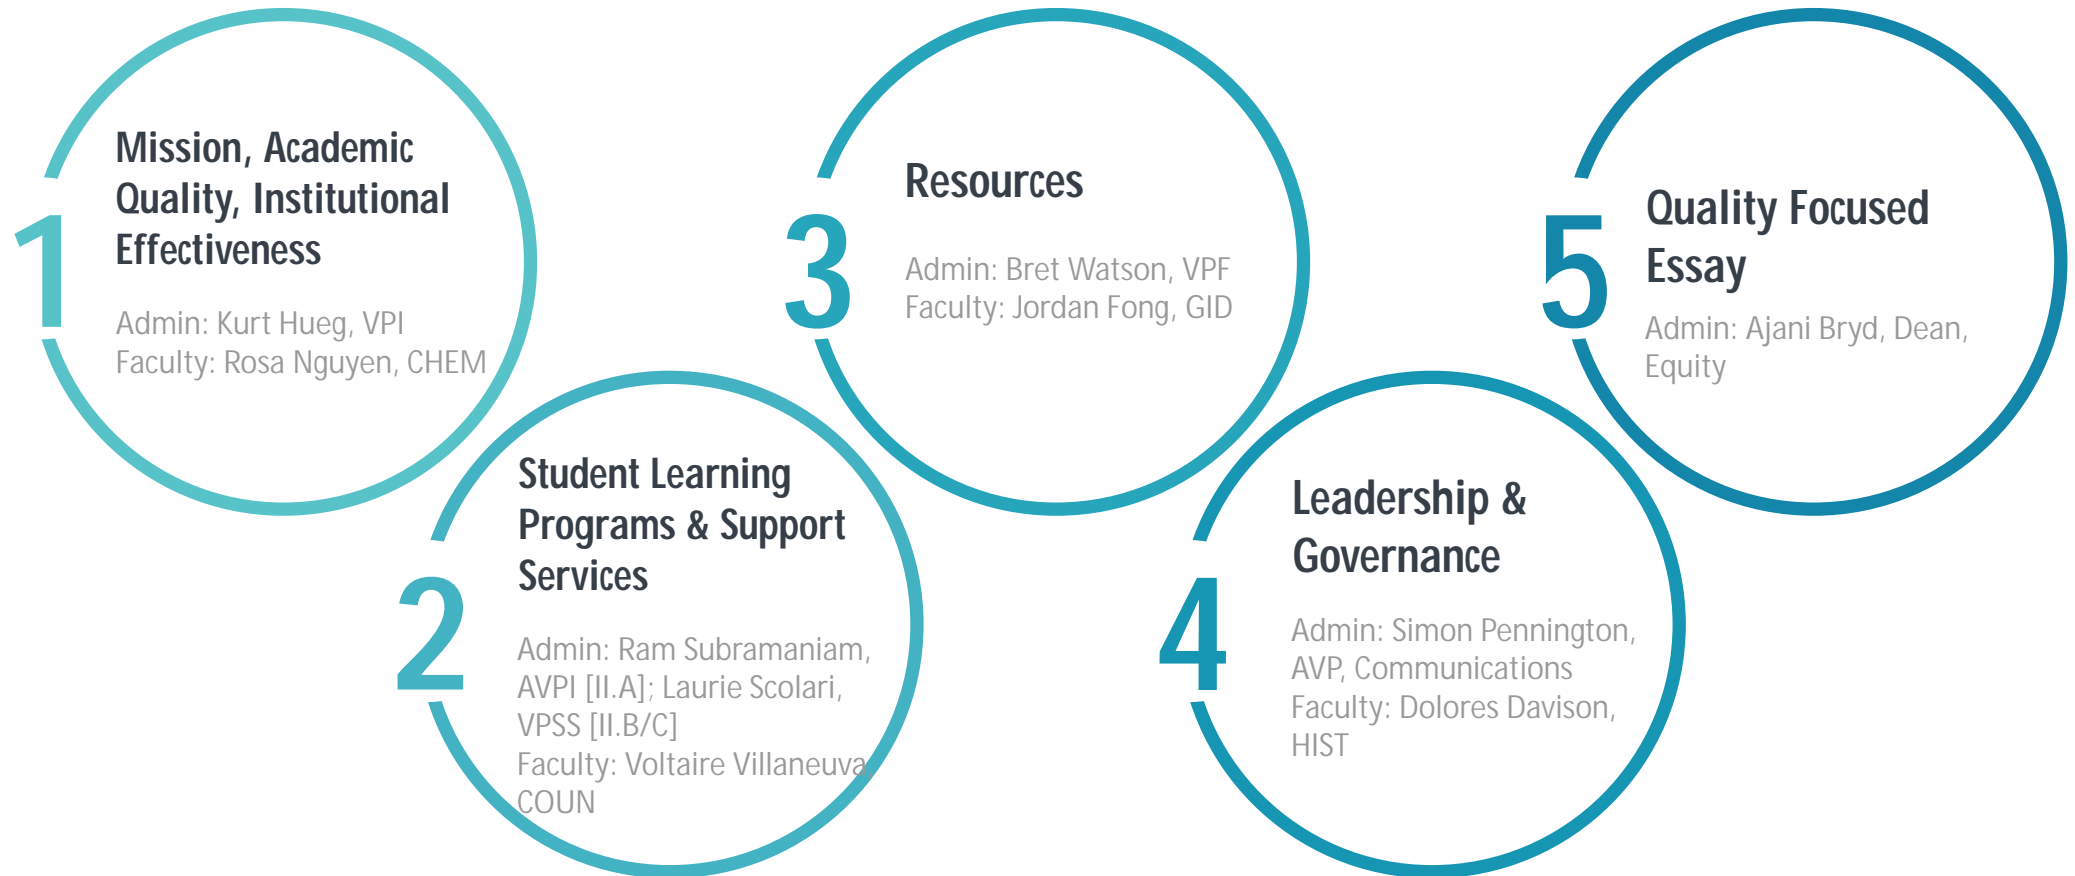 1
Mission, Academic
Quality, Institutional
Effectiveness
Admin: Kurt Hueg, VPI
Faculty: Rosa Nguyen, CHEM
2
Student Learning
Programs & Support
Services
Admin: Ram Subramaniam,
AVPI [II.A]; Laurie Scolari,
VPSS [II.B/C]
Faculty: Voltaire Villaneuva,
COUN
3
Resources
Admin: Bret Watson, VPF
Faculty: Jordan Fong, GID
4
Leadership &
Governance
Admin: Simon Pennington,
AVP, Communications
Faculty: Dolores Davison,
HIST
5
Quality Focused
Essay
Admin: Ajani Bryd, Dean,
Equity